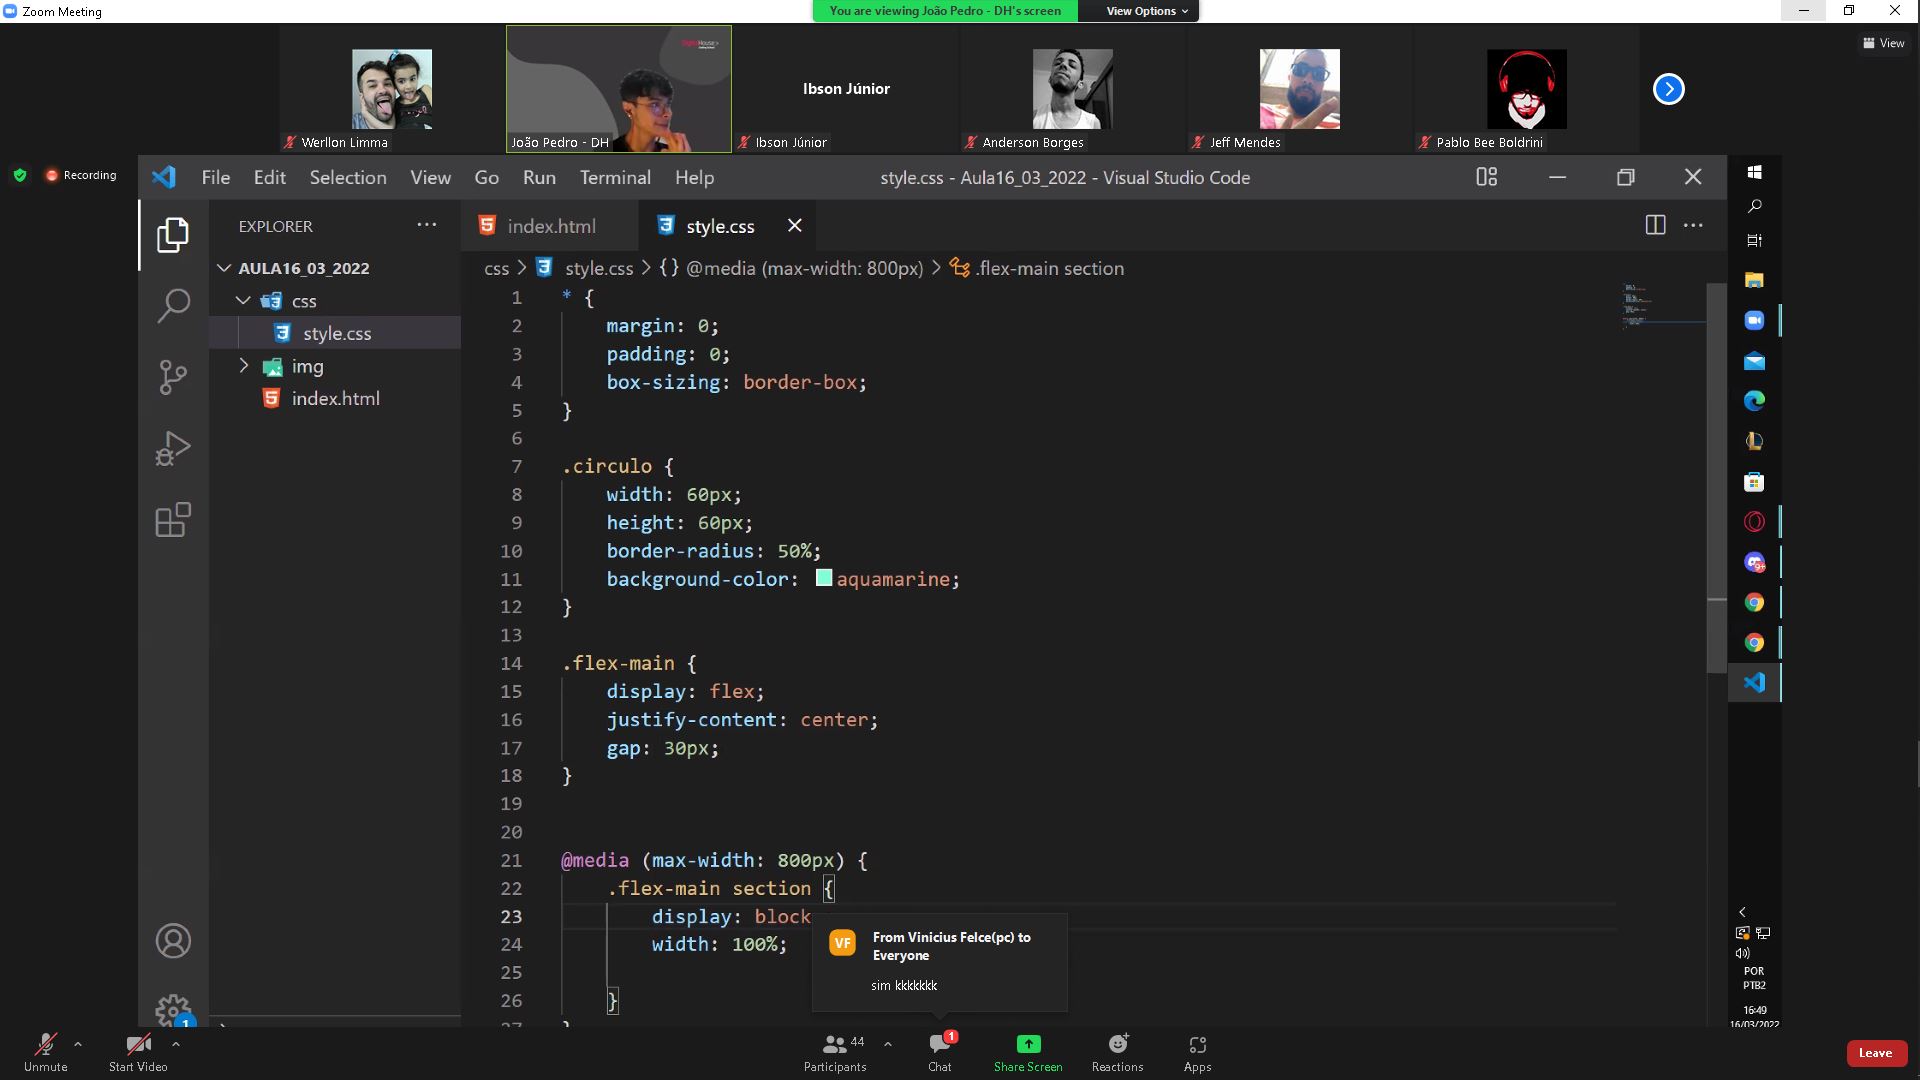 Zoom Meeting
You are viewing João Pedro - DH's screen
View Options
View
Ibson Júnior
Werllon Limma
João Pedro - DH
Ibson Júnior
Anderson Borges
Jeff Mendes
Pablo Bee Boldrini
Recording
File Edit Selection View Go Run Terminal Help
style.css - Aula16_03_2022 - Visual Studio Code
EXPLORER
index.html
style.css
AULA16_03_2022
css
style.css
img
index.html
css > style.css > {} @media (max-width: 800px) > .flex-main section
1 * {
2 margin: 0;
3 padding: 0;
4 box-sizing: border-box;
5 }
6
7 .circulo {
8 width: 60px;
9 height: 60px;
10 border-radius: 50%;
11 background-color: aquamarine;
12 }
13
14 .flex-main {
15 display: flex;
16 justify-content: center;
17 gap: 30px;
18 }
19
20
21 @media (max-width: 800px) {
22 .flex-main section {
23 display: block
24 width: 100%;
25
26 }
VF
From Vinicius Felce(pc) to
Everyone
sim kkkkkkk
POR
PTB2
16:49
16/03/2022
1
Unmute
Start Video
44
Participants
1
Chat
Share Screen
Reactions
Apps
Leave